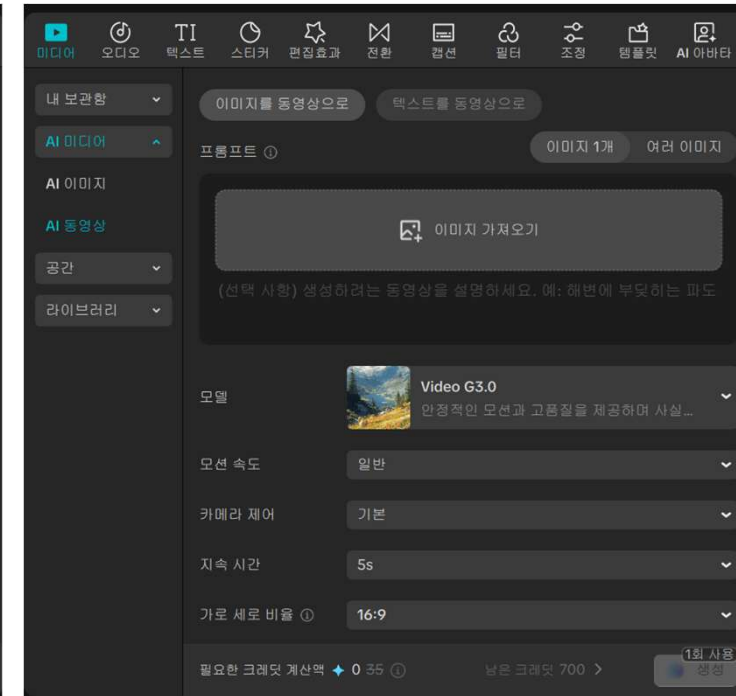 미디어 오디오 텍스트 스티커 편집효과 전환 캡션 필터 조정 템플릿 AI 아바타
내 보관함
이미지를 동영상으로 텍스트를 동영상으로
AI 미디어
프롬프트 이미지 1개 여러 이미지
AI 이미지
AI 동영상
이미지 가져오기
공간
(선택 사항) 생성하려는 동영상을 설명하세요. 예: 해변에 부딪히는 파도
라이브러리
모델
Video G3.0
안정적인 모션과 고품질을 제공하며 사실...
모션 속도 일반
카메라 제어 기본
지속 시간 5s
가로 세로 비율 16:9
(1회 사용
필요한 크레딧 계산액 0 35 남은 크레딧 700 생성